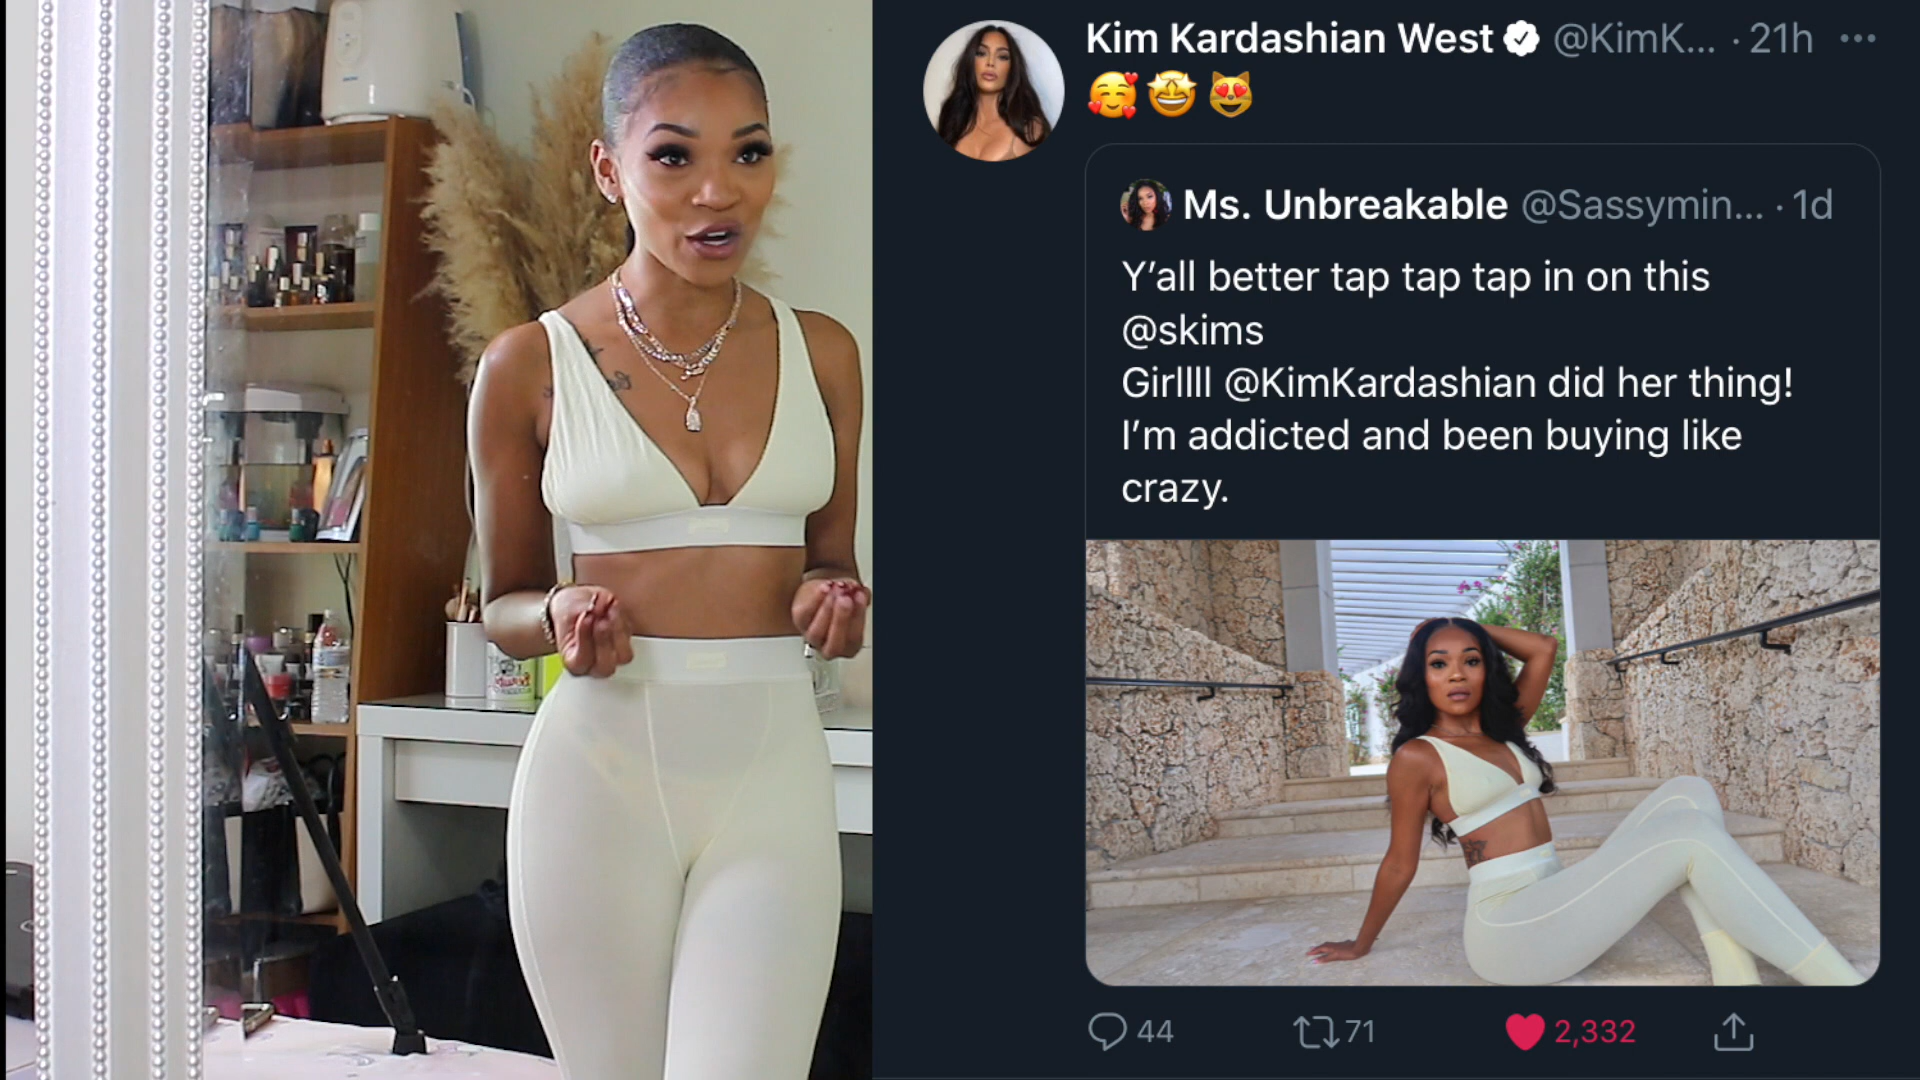 Kim Kardashian West @KimK... · 21h
🥰 🤩 😻
Ms. Unbreakable @Sassymin... · 1d
Y’all better tap tap tap in on this
@skims
Girllll @KimKardashian did her thing!
I’m addicted and been buying like
crazy.
44 71 2,332